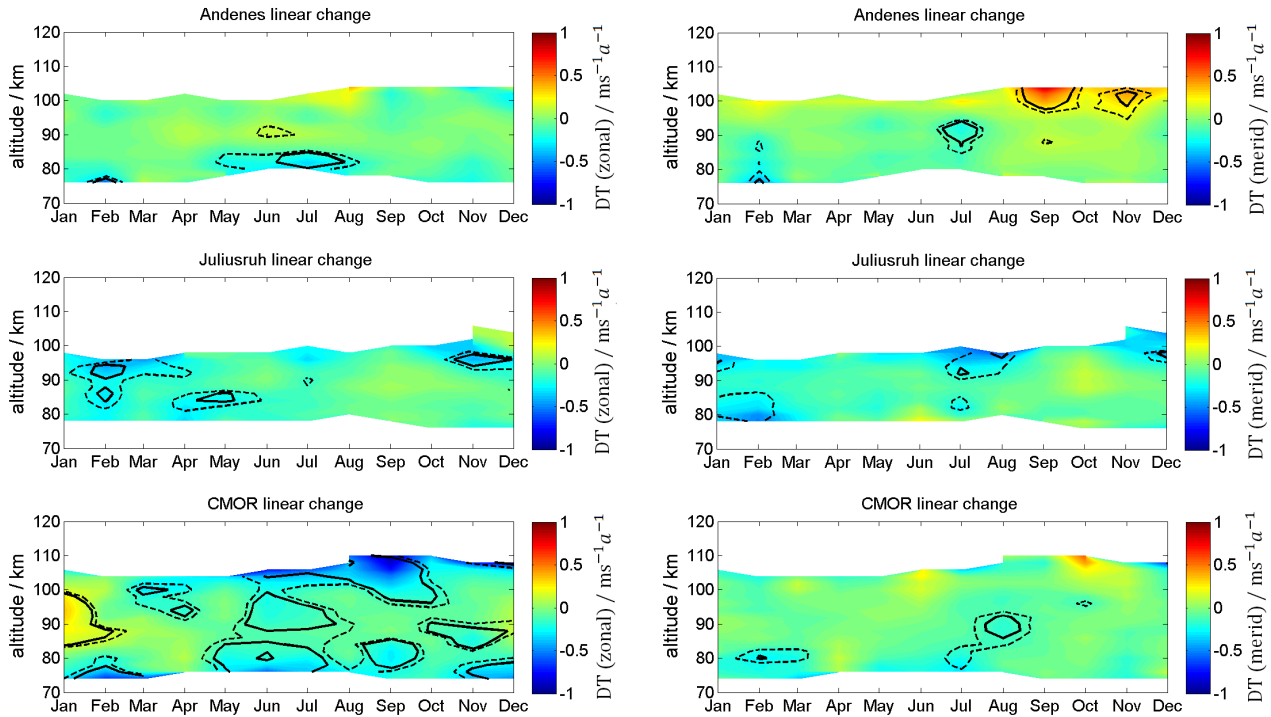 Andenes linear change
120
110
100
90
80
70
altitude / km
Jan Feb Mar Apr May Jun Jul Aug Sep Oct Nov Dec
1
0.5
0
-0.5
-1
DT (zonal) / ms⁻¹a⁻¹
Andenes linear change
120
110
100
90
80
70
altitude / km
Jan Feb Mar Apr May Jun Jul Aug Sep Oct Nov Dec
1
0.5
0
-0.5
-1
DT (merid) / ms⁻¹a⁻¹
Juliusruh linear change
120
110
100
90
80
70
altitude / km
Jan Feb Mar Apr May Jun Jul Aug Sep Oct Nov Dec
1
0.5
0
-0.5
-1
DT (zonal) / ms⁻¹a⁻¹
Juliusruh linear change
120
110
100
90
80
70
altitude / km
Jan Feb Mar Apr May Jun Jul Aug Sep Oct Nov Dec
1
0.5
0
-0.5
-1
DT (merid) / ms⁻¹a⁻¹
CMOR linear change
120
110
100
90
80
70
altitude / km
Jan Feb Mar Apr May Jun Jul Aug Sep Oct Nov Dec
1
0.5
0
-0.5
-1
DT (zonal) / ms⁻¹a⁻¹
CMOR linear change
120
110
100
90
80
70
altitude / km
Jan Feb Mar Apr May Jun Jul Aug Sep Oct Nov Dec
1
0.5
0
-0.5
-1
DT (merid) / ms⁻¹a⁻¹